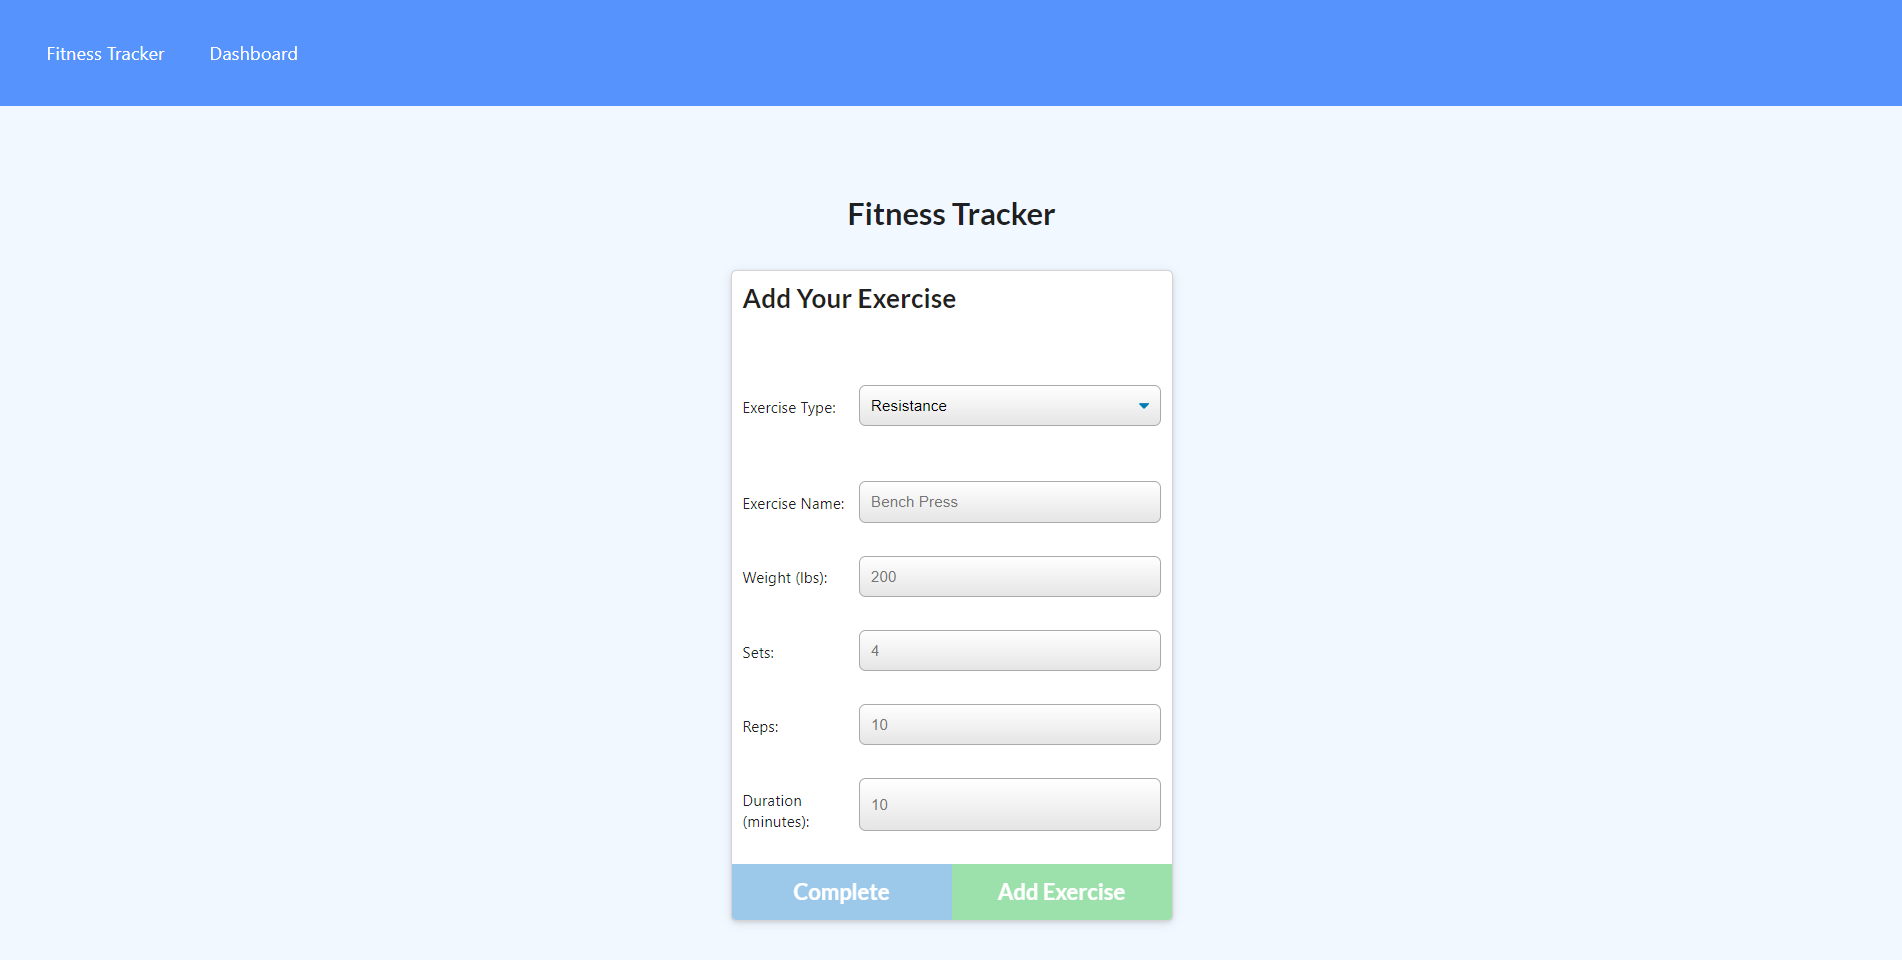 Fitness Tracker Dashboard
Fitness Tracker
Add Your Exercise
Exercise Type: Resistance
Exercise Name: Bench Press
Weight (lbs): 200
Sets: 4
Reps: 10
Duration
(minutes): 10
Complete Add Exercise